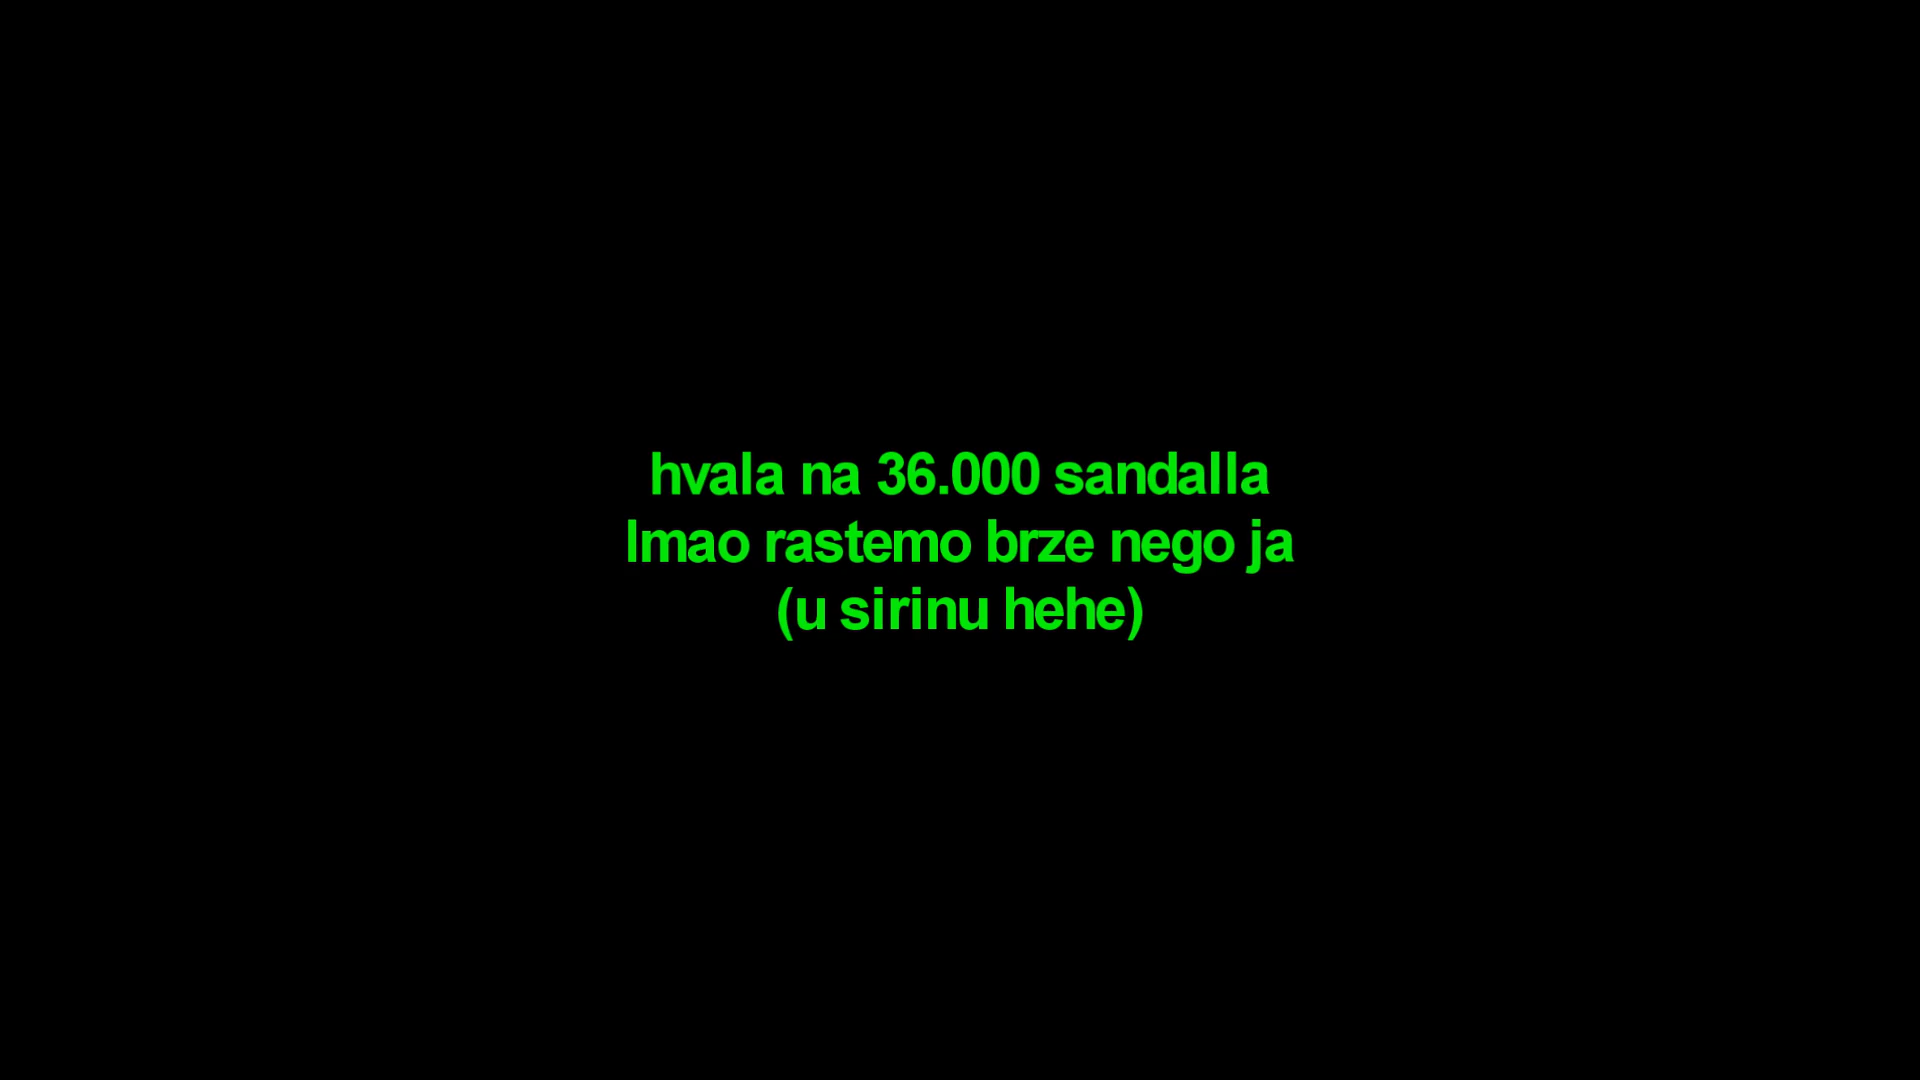 hvala na 36.000 sandalla
lmao rastemo brze nego ja
(u sirinu hehe)